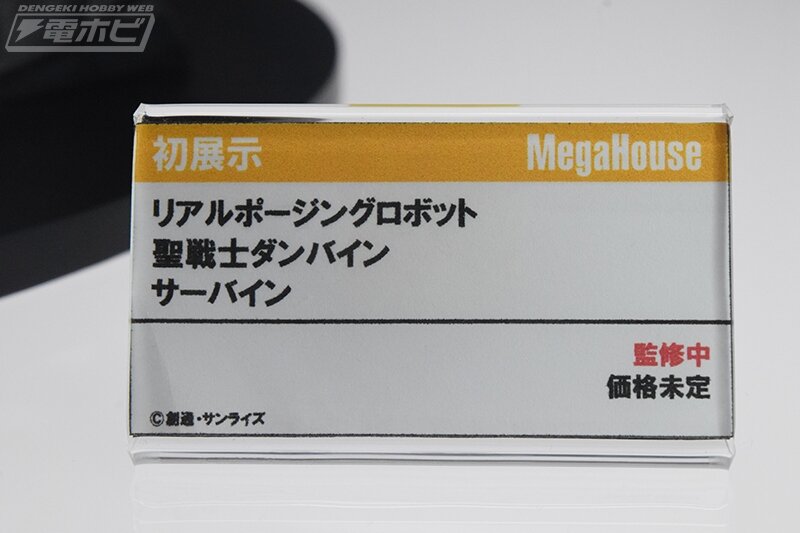 DENGEKI HOBBY WEB
電ホビ
初展示 MegaHouse
リアルポージングロボット
聖戦士ダンバイン
サーバイン
監修中
価格未定
©創通・サンライズ